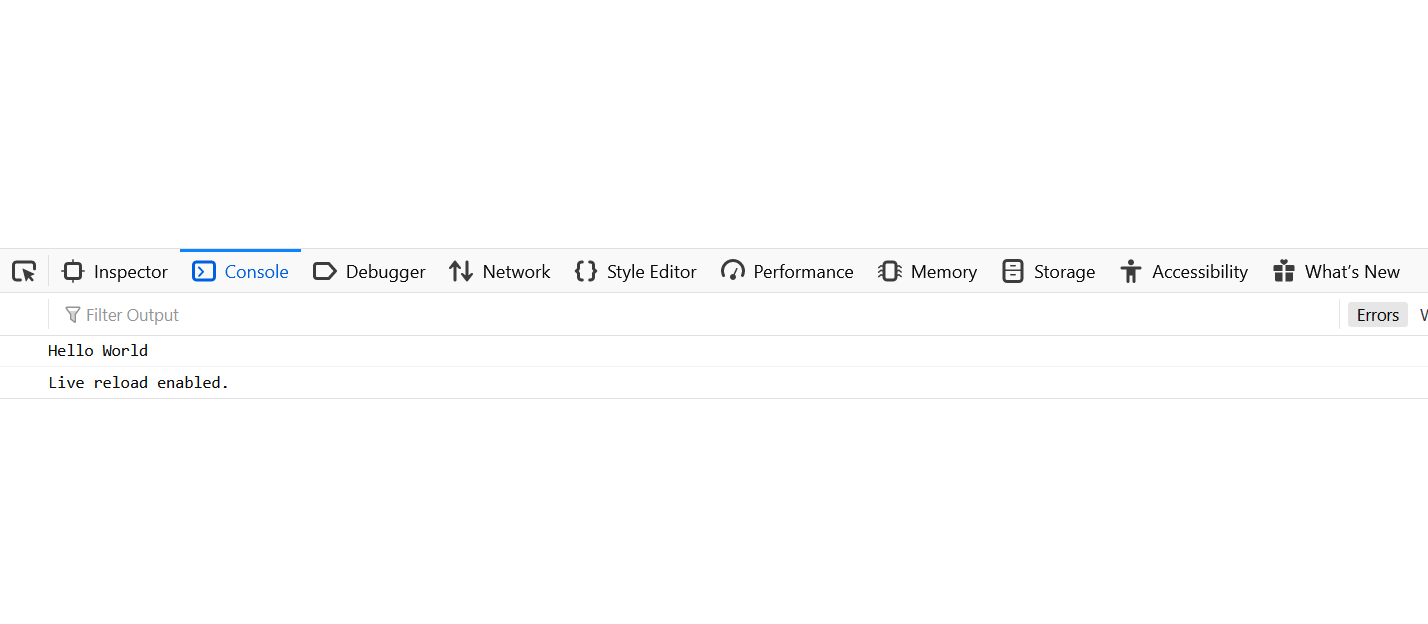 Inspector Console Debugger Network Style Editor Performance Memory Storage Accessibility What’s New
Filter Output Errors
Hello World
Live reload enabled.